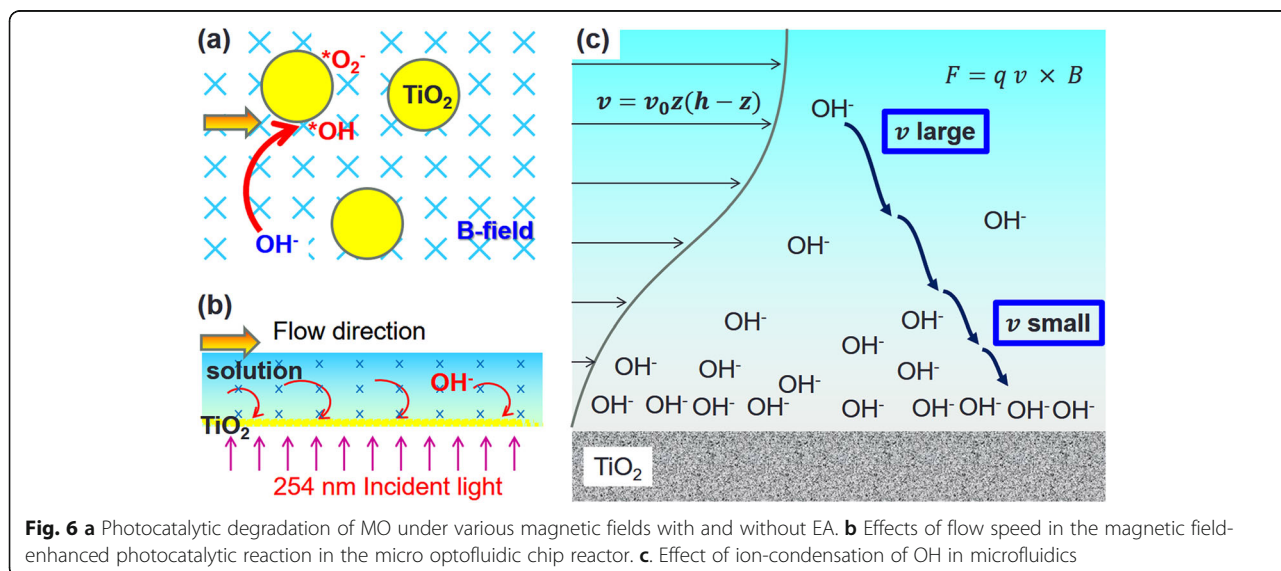 (a)
*O₂⁻
TiO₂
*OH
OH⁻
B-field
(b)
Flow direction
solution
OH⁻
TiO₂
254 nm Incident light
(c)
F = q v × B
v = v₀z(h − z)
OH⁻
v large
OH⁻
OH⁻
v small
OH⁻
OH⁻
OH⁻
OH⁻
OH⁻
OH⁻
OH⁻
OH⁻ OH⁻ OH⁻ OH⁻ OH⁻ OH⁻ OH⁻ OH⁻ OH⁻
TiO₂
Fig. 6 a Photocatalytic degradation of MO under various magnetic fields with and without EA. b Effects of flow speed in the magnetic field-
enhanced photocatalytic reaction in the micro optofluidic chip reactor. c. Effect of ion-condensation of OH in microfluidics